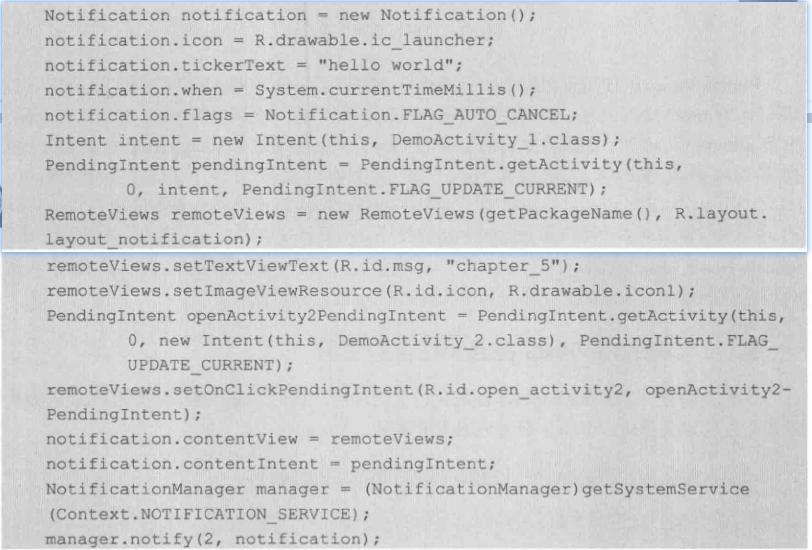 Notification notification = new Notification();
notification.icon = R.drawable.ic_launcher;
notification.tickerText = "hello world";
notification.when = System.currentTimeMillis();
notification.flags = Notification.FLAG_AUTO_CANCEL;
Intent intent = new Intent(this, DemoActivity_1.class);
PendingIntent pendingIntent = PendingIntent.getActivity(this,
0, intent, PendingIntent.FLAG_UPDATE_CURRENT);
RemoteViews remoteViews = new RemoteViews(getPackageName(), R.layout.
layout_notification);
remoteViews.setTextViewText(R.id.msg, "chapter_5");
remoteViews.setImageViewResource(R.id.icon, R.drawable.icon1);
PendingIntent openActivity2PendingIntent = PendingIntent.getActivity(this,
0, new Intent(this, DemoActivity_2.class), PendingIntent.FLAG_
UPDATE_CURRENT);
remoteViews.setOnClickPendingIntent(R.id.open_activity2, openActivity2-
PendingIntent);
notification.contentView = remoteViews;
notification.contentIntent = pendingIntent;
NotificationManager manager = (NotificationManager)getSystemService
(Context.NOTIFICATION_SERVICE);
manager.notify(2, notification);